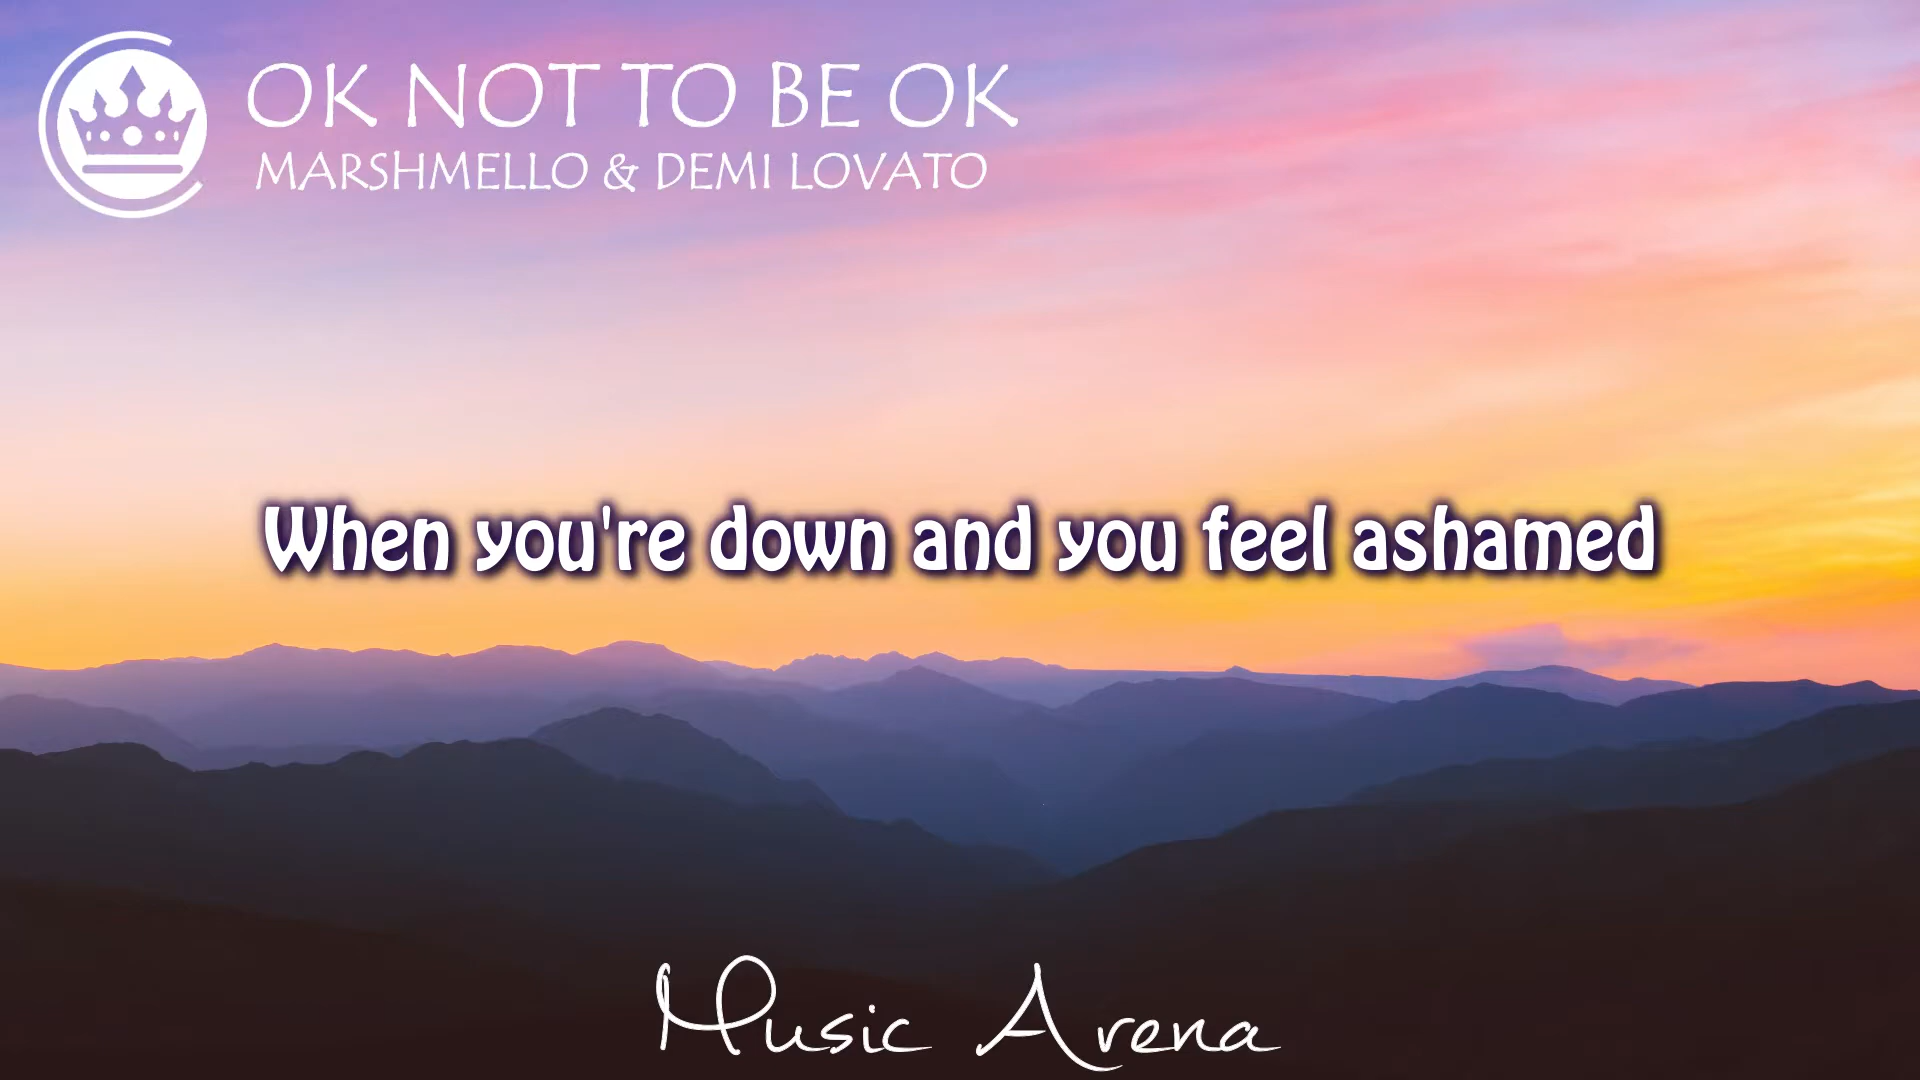 OK NOT TO BE OK
MARSHMELLO & DEMI LOVATO
When you're down and you feel ashamed
Music Arena